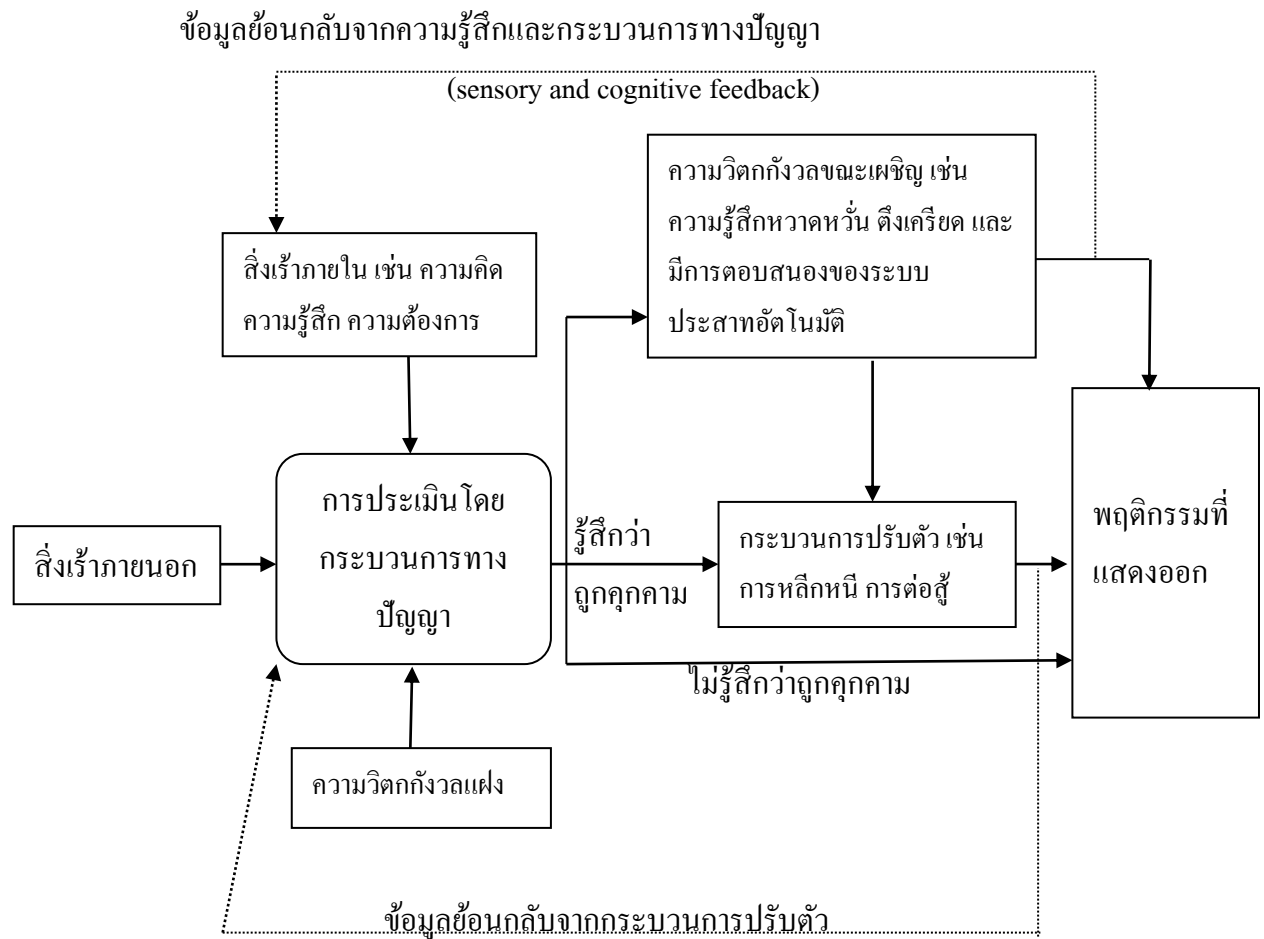 ข้อมูลย้อนกลับจากความรู้สึกและกระบวนการทางปัญญา
(sensory and cognitive feedback)
ความวิตกกังวลขณะเผชิญ เช่น
ความรู้สึกหวาดหวั่น ตึงเครียด และ
มีการตอบสนองของระบบ
ประสาทอัตโนมัติ
สิ่งเร้าภายใน เช่น ความคิด
ความรู้สึก ความต้องการ
การประเมินโดย
กระบวนการทาง
ปัญญา
สิ่งเร้าภายนอก
รู้สึกว่า
ถูกคุกคาม
กระบวนการปรับตัว เช่น
การหลีกหนี การต่อสู้
พฤติกรรมที่
แสดงออก
ไม่รู้สึกว่าถูกคุกคาม
ความวิตกกังวลแฝง
ข้อมูลย้อนกลับจากกระบวนการปรับตัว